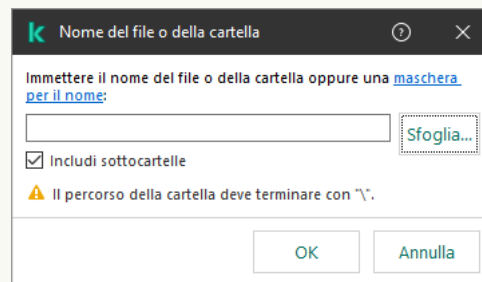 Nome del file o della cartella
Immettere il nome del file o della cartella oppure una maschera
per il nome:
Sfoglia...
Includi sottocartelle
Il percorso della cartella deve terminare con "\".
OK Annulla